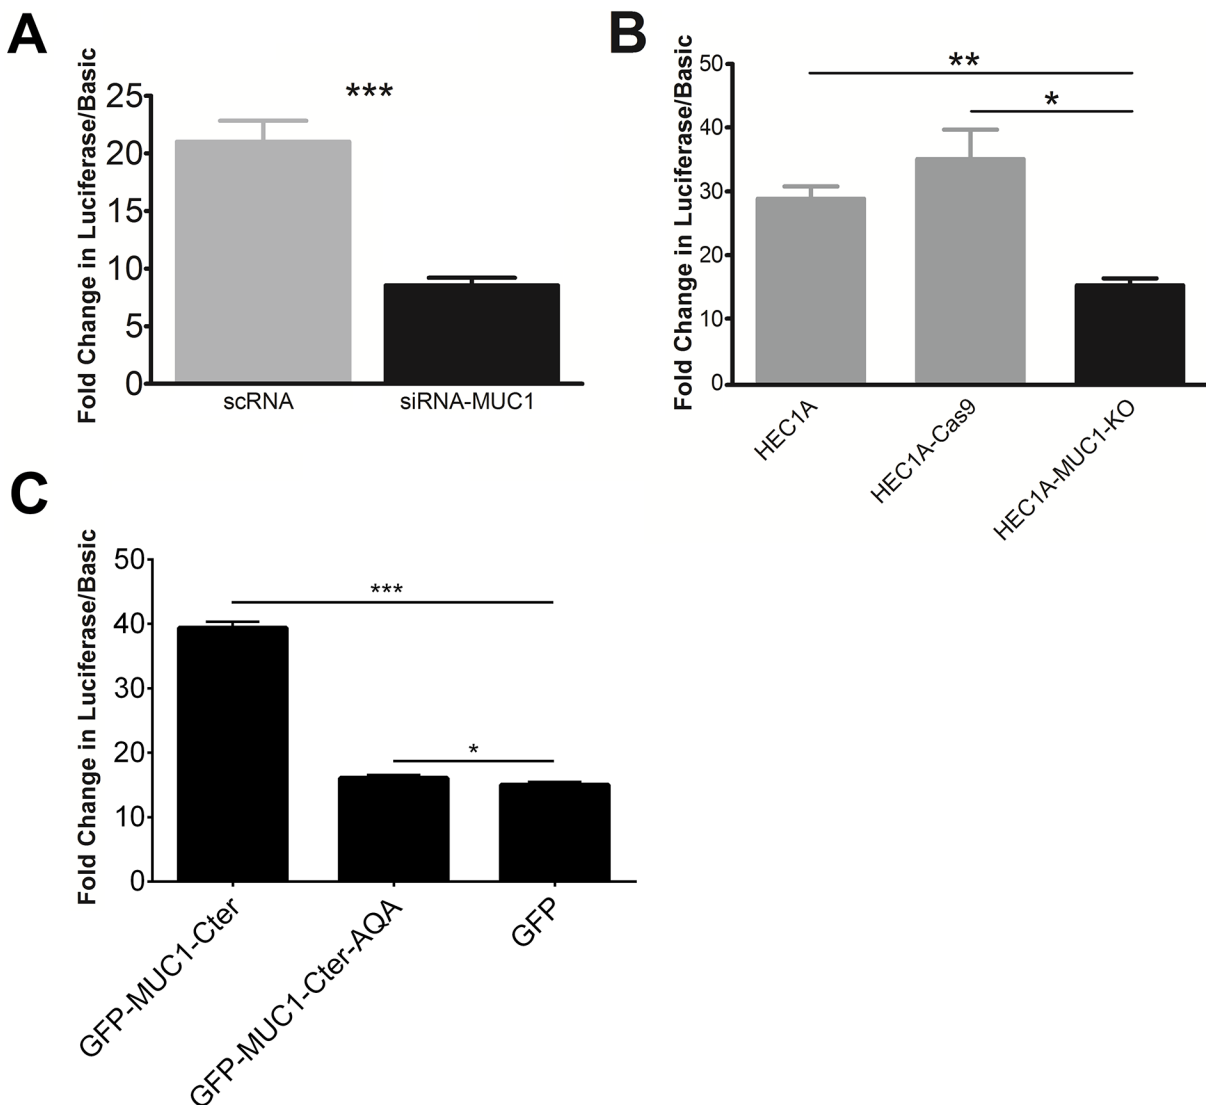 A
Fold Change in Luciferase/Basic
25
20
15
10
5
0
***
scRNA
siRNA-MUC1
B
Fold Change in Luciferase/Basic
50
40
30
20
10
0
**
*
HEC1A
HEC1A-Cas9
HEC1A-MUC1-KO
C
Fold Change in Luciferase/Basic
50
40
30
20
10
0
***
*
GFP-MUC1-Cter
GFP-MUC1-Cter-AQA
GFP